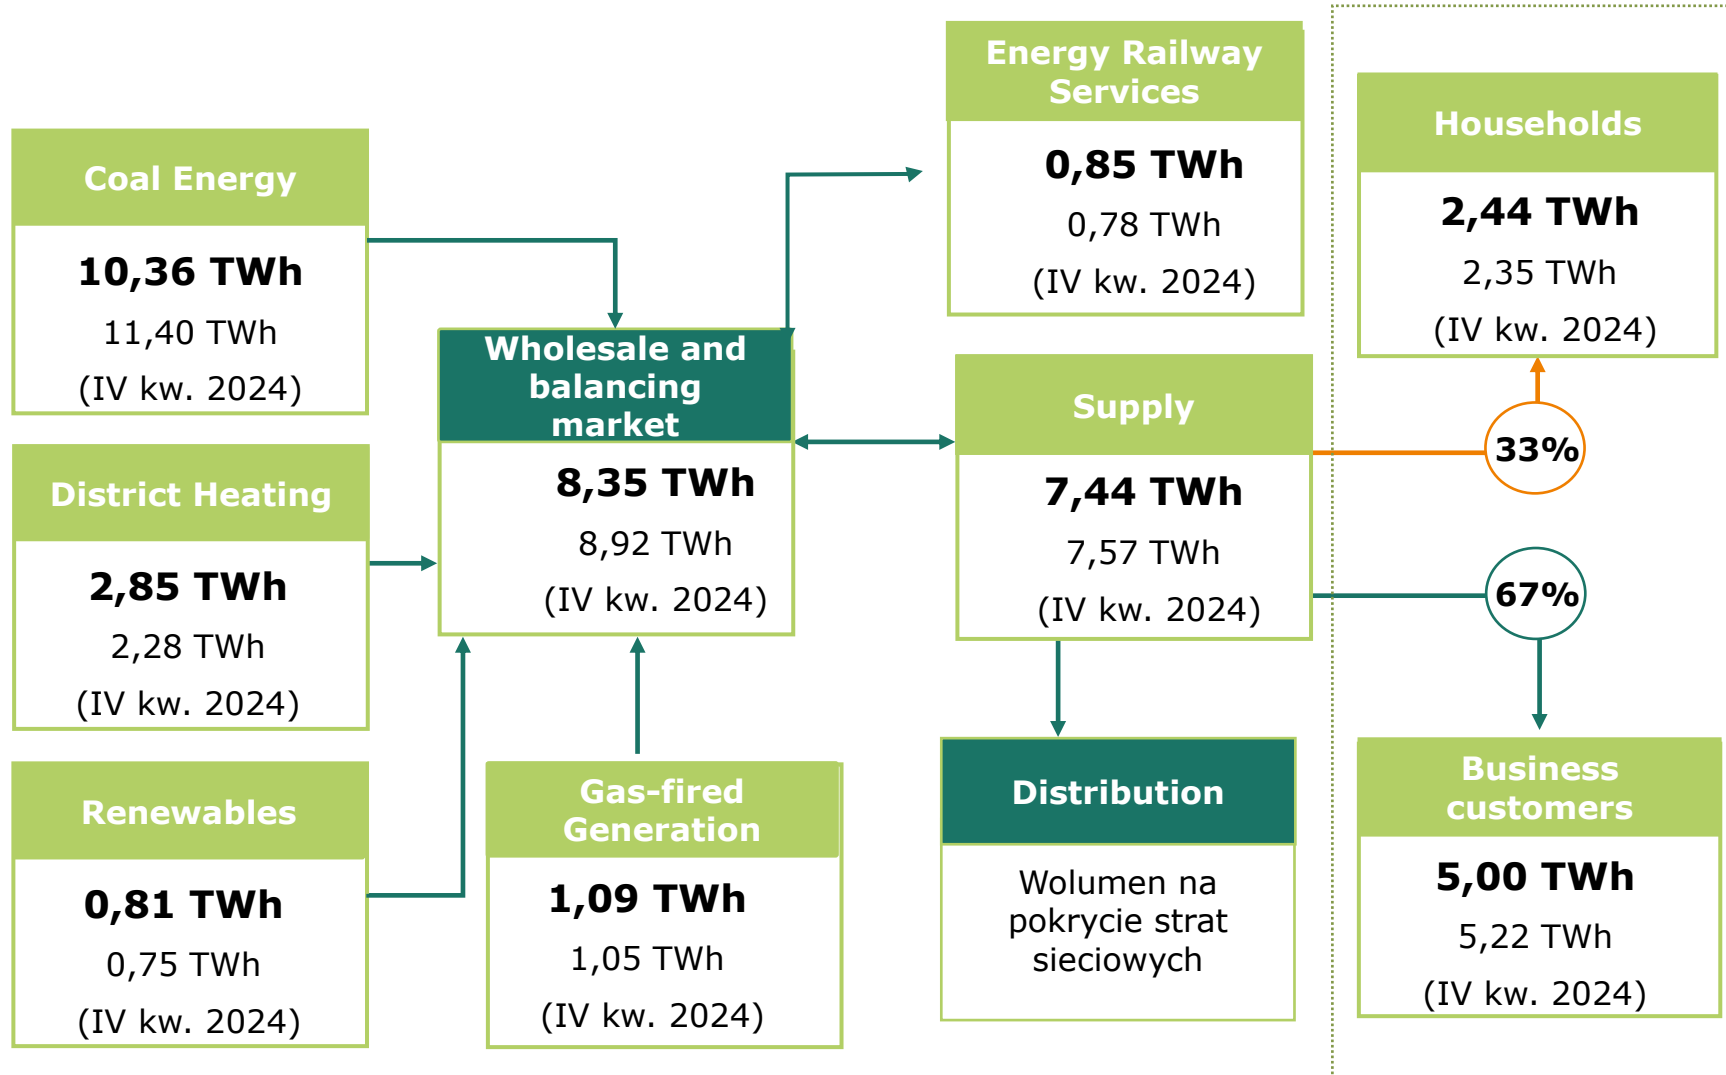 Coal Energy
10,36 TWh
11,40 TWh
(IV kw. 2024)
District Heating
2,85 TWh
2,28 TWh
(IV kw. 2024)
Renewables
0,81 TWh
0,75 TWh
(IV kw. 2024)
Wholesale and
balancing
market
8,35 TWh
8,92 TWh
(IV kw. 2024)
Gas-fired
Generation
1,09 TWh
1,05 TWh
(IV kw. 2024)
Energy Railway
Services
0,85 TWh
0,78 TWh
(IV kw. 2024)
Supply
7,44 TWh
7,57 TWh
(IV kw. 2024)
Distribution
Wolumen na
pokrycie strat
sieciowych
Households
2,44 TWh
2,35 TWh
(IV kw. 2024)
33%
67%
Business
customers
5,00 TWh
5,22 TWh
(IV kw. 2024)